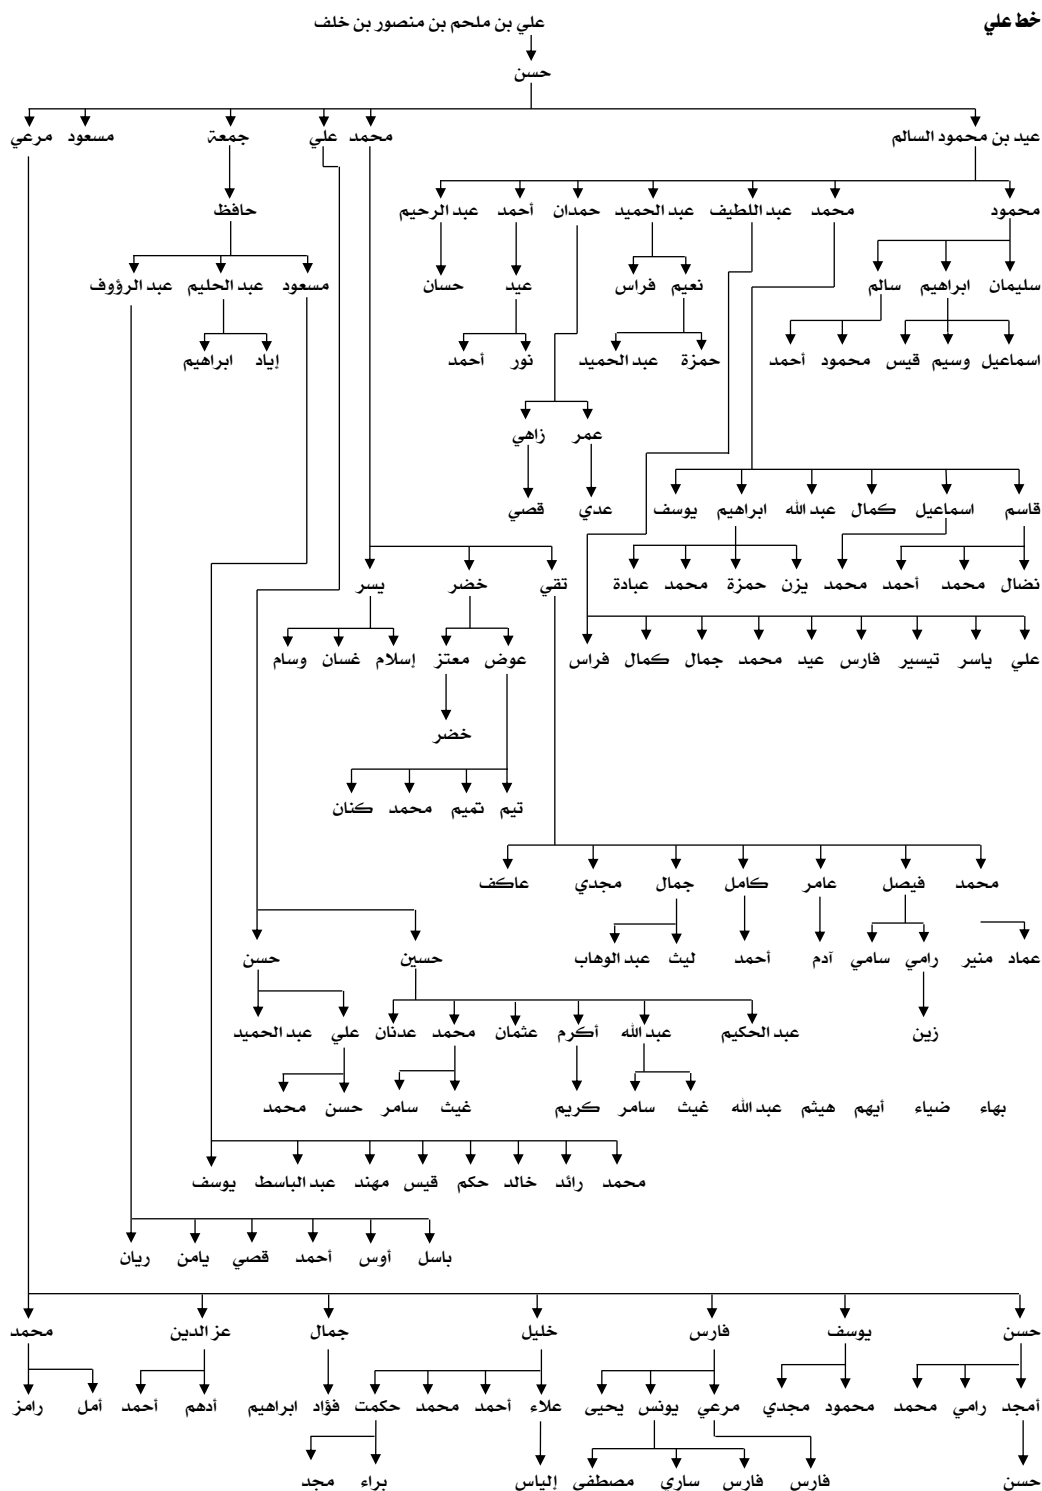 خط علي
علي بن ملحم بن منصور بن خلف
حسن
عيد بن محمود السالم محمد علي جمعة مسعود مرعي
محمود محمد عبد اللطيف عبد الحميد حمدان أحمد عبد الرحيم حافظ
سليمان ابراهيم سالم نعيم فراس عيد حسان مسعود عبد الحليم عبد الرؤوف
اسماعيل وسيم قيس محمود أحمد حمزة عبد الحميد نور أحمد إياد ابراهيم
عمر زاهي
قاسم اسماعيل كمال عبد الله ابراهيم يوسف عدي قصي
نضال محمد أحمد محمد يزن حمزة محمد عبادة تقي خضر يسر
علي ياسر تيسير فارس عيد محمد جمال كمال فراس عوض معتز إسلام غسان وسام
خضر
تيم تميم محمد كنان
محمد فيصل عامر كامل جمال مجدي عاكف
عماد منير رامي سامي آدم أحمد ليث عبد الوهاب حسين حسن
زين عبد الحكيم عبد الله أكرم عثمان محمد عدنان علي عبد الحميد
بهاء ضياء أيهم هيثم عبد الله غيث سامر كريم غيث سامر حسن محمد
محمد رائد خالد حكم قيس مهند عبد الباسط يوسف
باسل أوس أحمد قصي يامن ريان
حسن يوسف فارس خليل جمال عز الدين محمد
أمجد رامي محمد محمود مجدي مرعي يونس يحيى علاء أحمد محمد حكمت فؤاد ابراهيم أدهم أحمد أمل رامز
حسن فارس فارس ساري مصطفى إلياس براء مجد